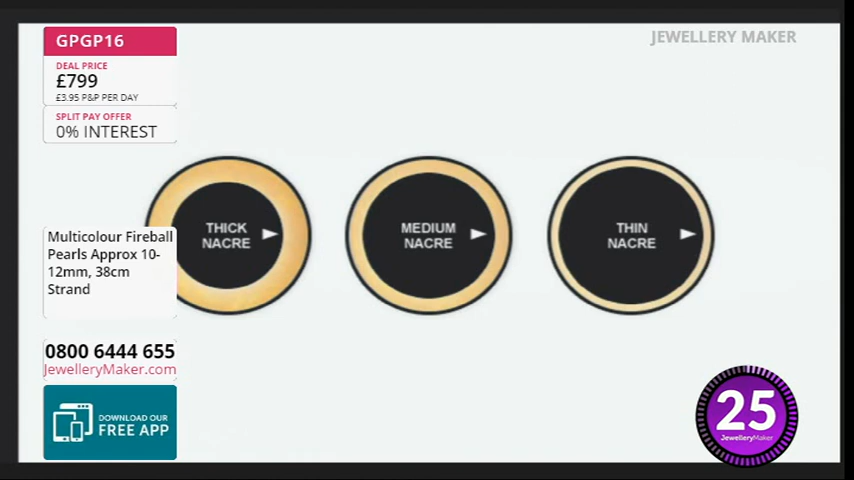 GPGP16
DEAL PRICE
£799
£3.95 P&P PER DAY
SPLIT PAY OFFER
0% INTEREST
JEWELLERY MAKER
THICK
NACRE
MEDIUM
NACRE
THIN
NACRE
Multicolour Fireball
Pearls Approx 10-
12mm, 38cm
Strand
0800 6444 655
JewelleryMaker.com
DOWNLOAD OUR
FREE APP
25
JewelleryMaker